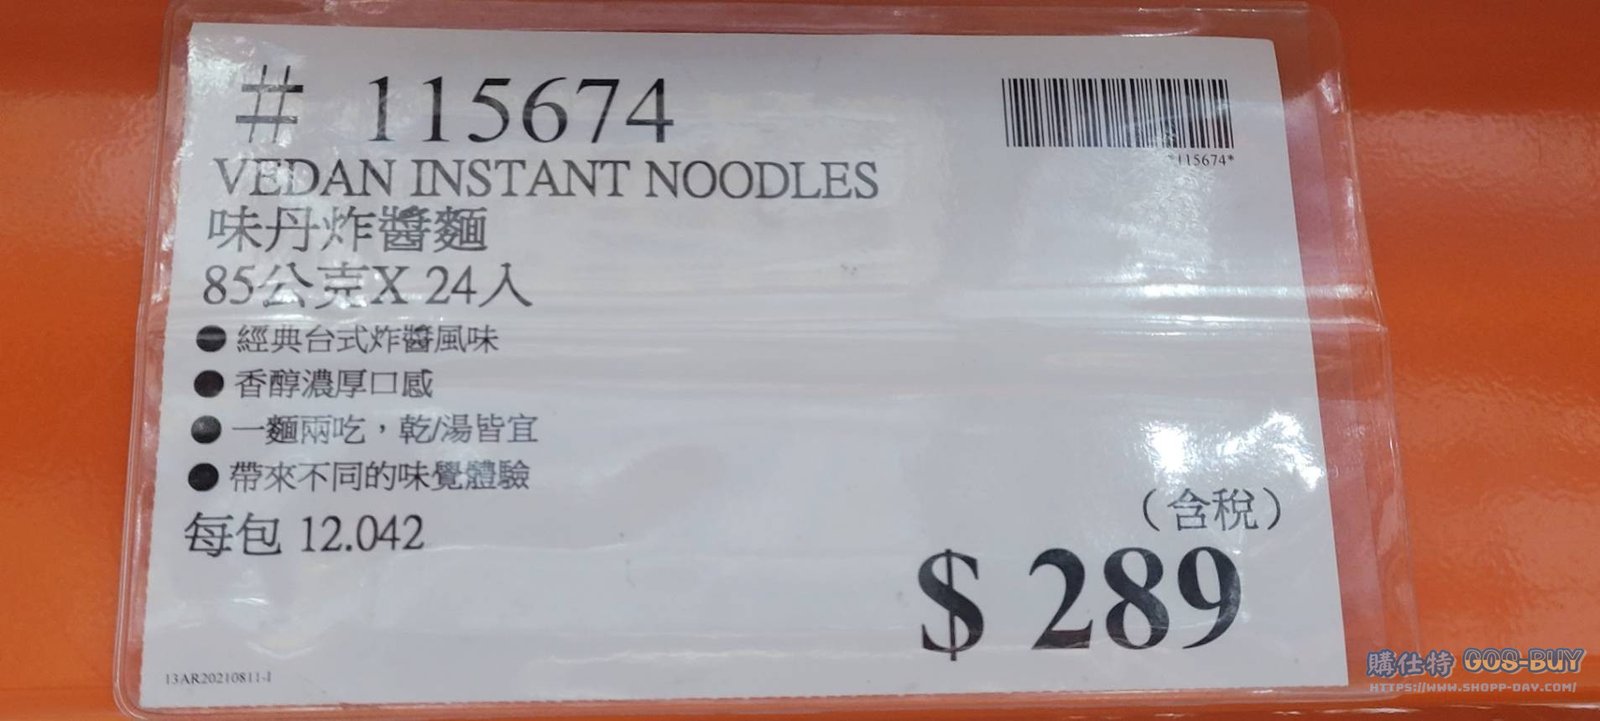 # 115674
*115674*
VEDAN INSTANT NOODLES
味丹炸醬麵
85公克X 24入
●經典台式炸醬風味
●香醇濃厚口感
●一麵兩吃，乾/湯皆宜
●帶來不同的味覺體驗
每包 12.042
（含稅）
$ 289
13AR20210811-1
購仕特 GOS-BUY
HTTPS://WWW.SHOPP-DAY.COM/